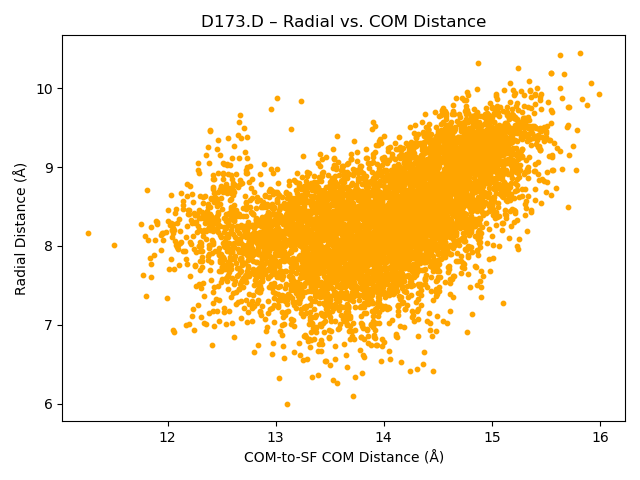 D173.D – Radial vs. COM Distance
Radial Distance (Å)
10
9
8
7
6
12 13 14 15 16
COM-to-SF COM Distance (Å)